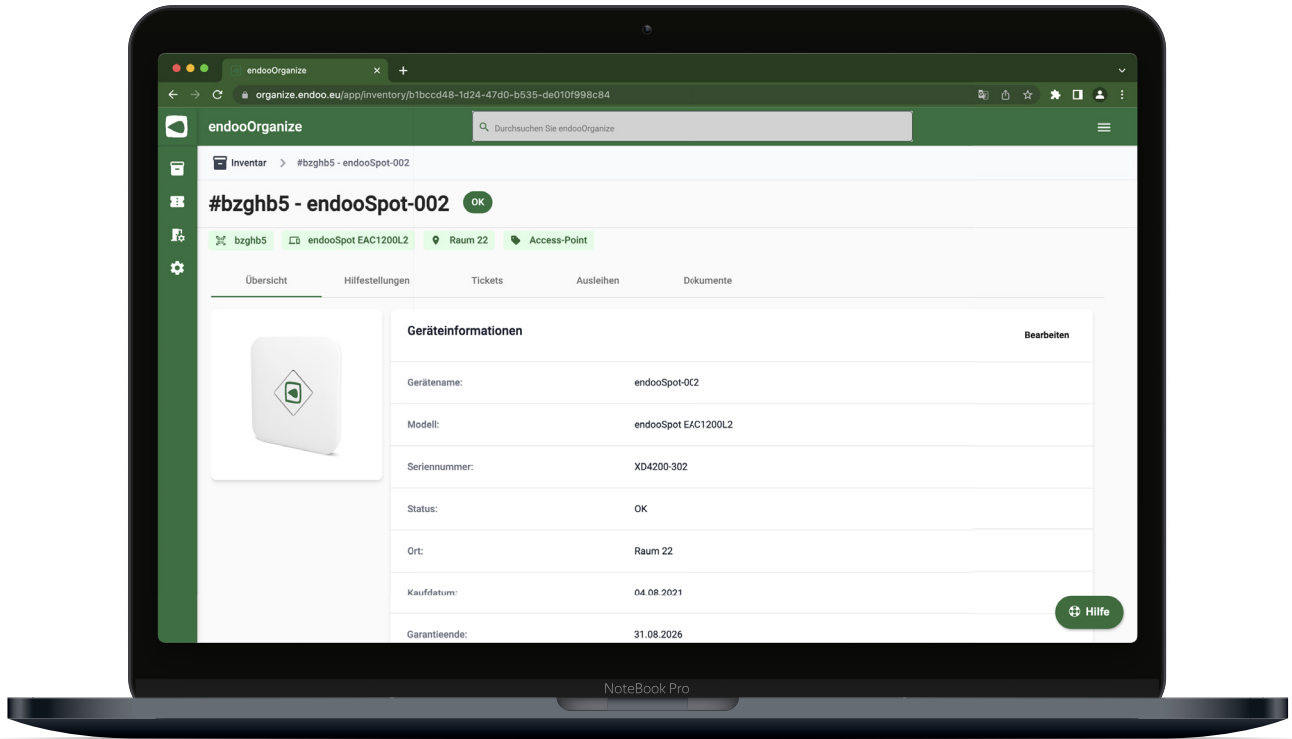 endooOrganize
organize.endoo.eu/app/inventory/b1bccd48-1d24-47d0-b535-de010f998c84
endooOrganize
Durchsuchen Sie endooOrganize
Inventar > #bzghb5 - endooSpot-002
#bzghb5 - endooSpot-002 OK
bzghb5 endooSpot EAC1200L2 Raum 22 Access-Point
Übersicht Hilfestellungen Tickets Ausleihen Dokumente
Geräteinformationen Bearbeiten
Gerätename: endooSpot-002
Modell: endooSpot EAC1200L2
Seriennummer: XD4200-302
Status: OK
Ort: Raum 22
Kaufdatum: 04.08.2021
Hilfe
Garantieende: 31.08.2026
NoteBook Pro